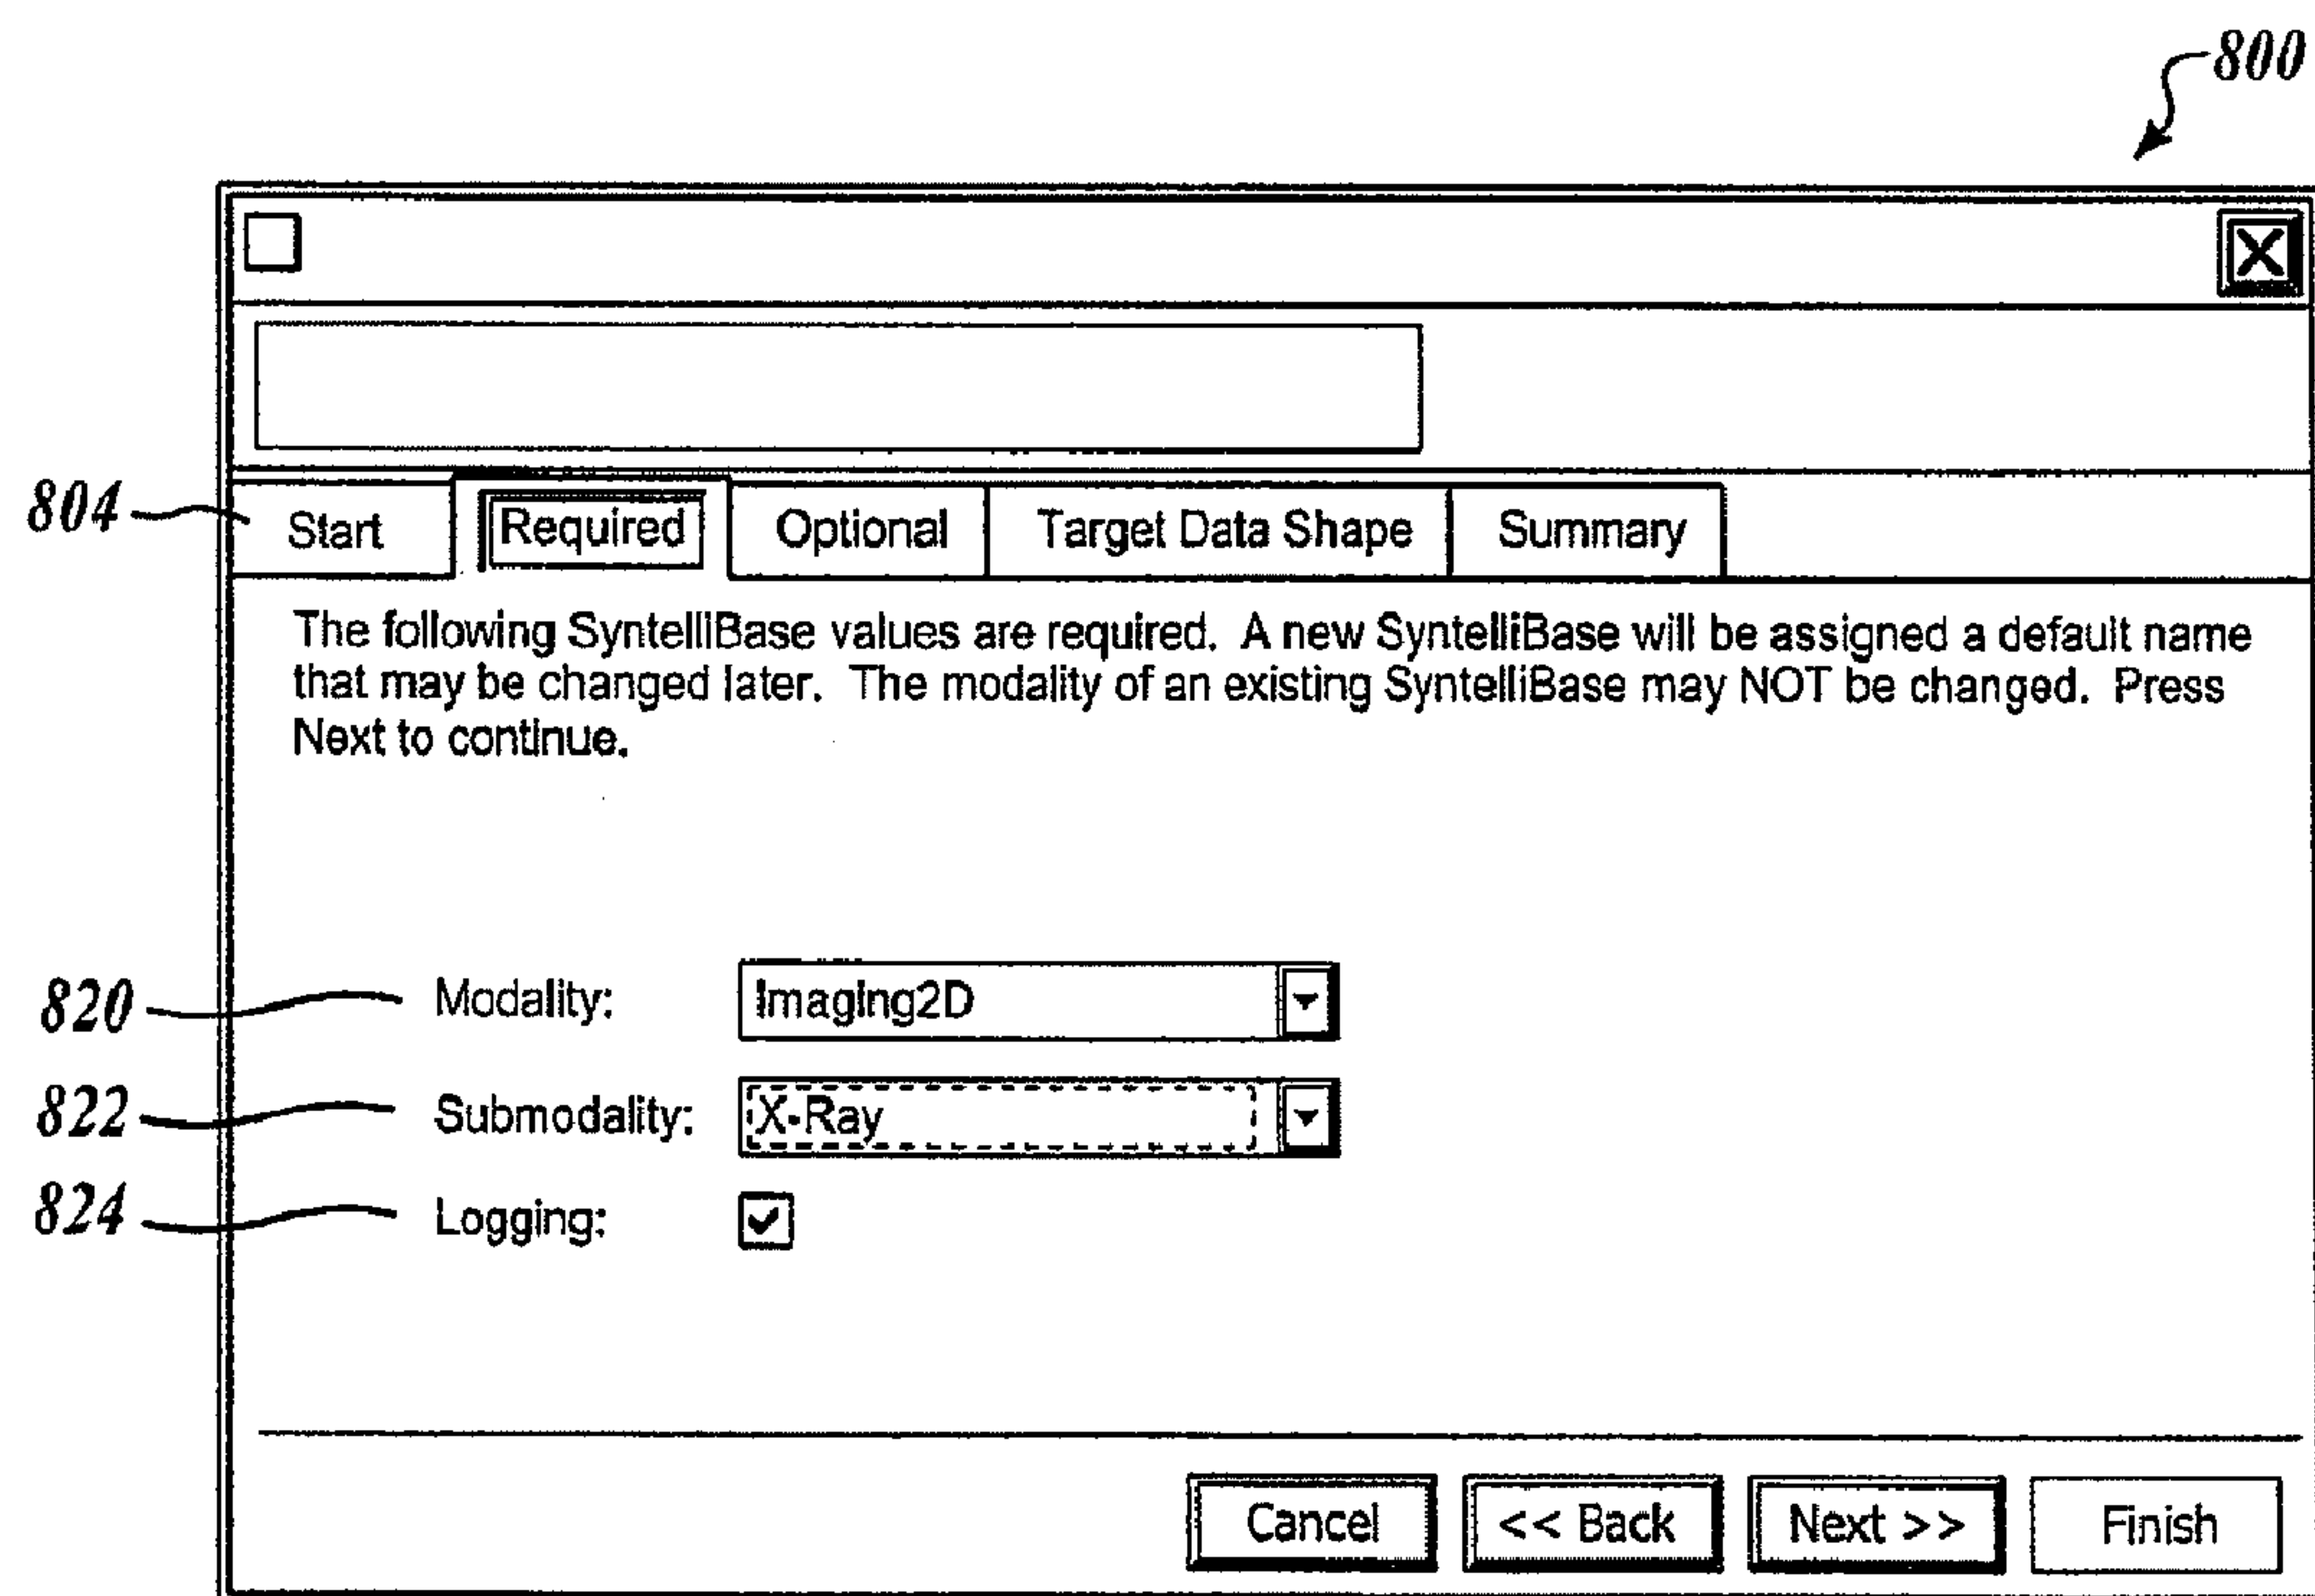 800
804 Start Required Optional Target Data Shape Summary
The following SyntelliBase values are required. A new SyntelliBase will be assigned a default name
that may be changed later. The modality of an existing SyntelliBase may NOT be changed. Press
Next to continue.
820 Modality: Imaging2D
822 Submodality: X-Ray
824 Logging:
Cancel << Back Next >> Finish